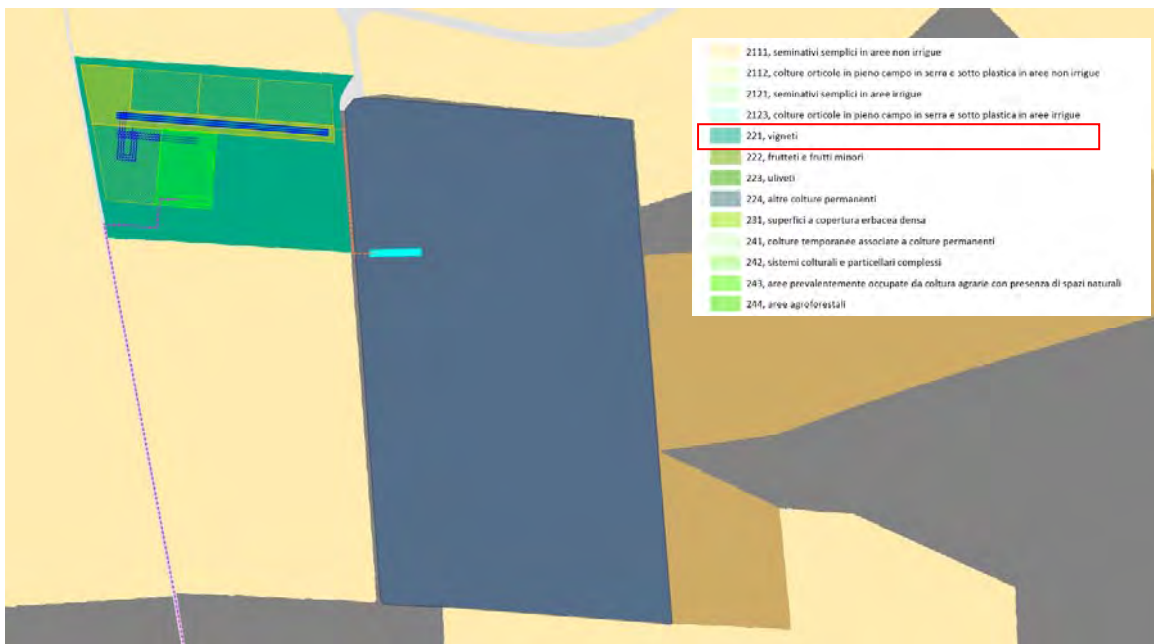 2111, seminativi semplici in aree non irrigue
2112, colture orticole in pieno campo in serra e sotto plastica in aree non irrigue
2121, seminativi semplici in aree irrigue
2123, colture orticole in pieno campo in serra e sotto plastica in aree irrigue
221, vigneti
222, frutteti e frutti minori
223, uliveti
224, altre colture permanenti
231, superfici a copertura erbacea densa
241, colture temporanee associate a colture permanenti
242, sistemi colturali e particellari complessi
243, aree prevalentemente occupate da coltura agrarie con presenza di spazi naturali
244, aree agroforestali